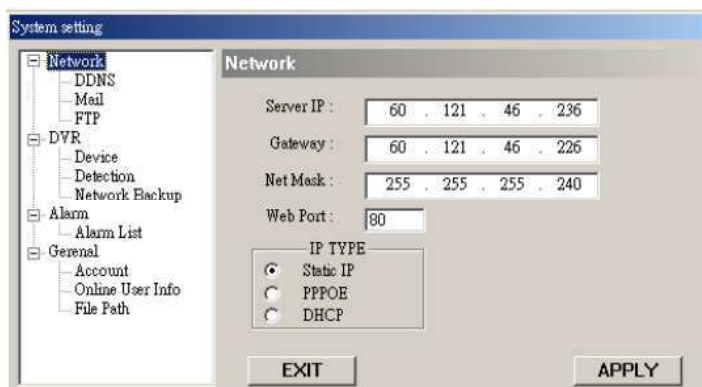 System setting
Network
DDNS
Mail
FTP
DVR
Device
Detection
Network Backup
Alarm
Alarm List
Gerenal
Account
Online User Info
File Path
Network
Server IP : 60 . 121 . 46 . 236
Gateway : 60 . 121 . 46 . 226
Net Mask : 255 . 255 . 255 . 240
Web Port : 80
IP TYPE
Static IP
PPPOE
DHCP
EXIT APPLY